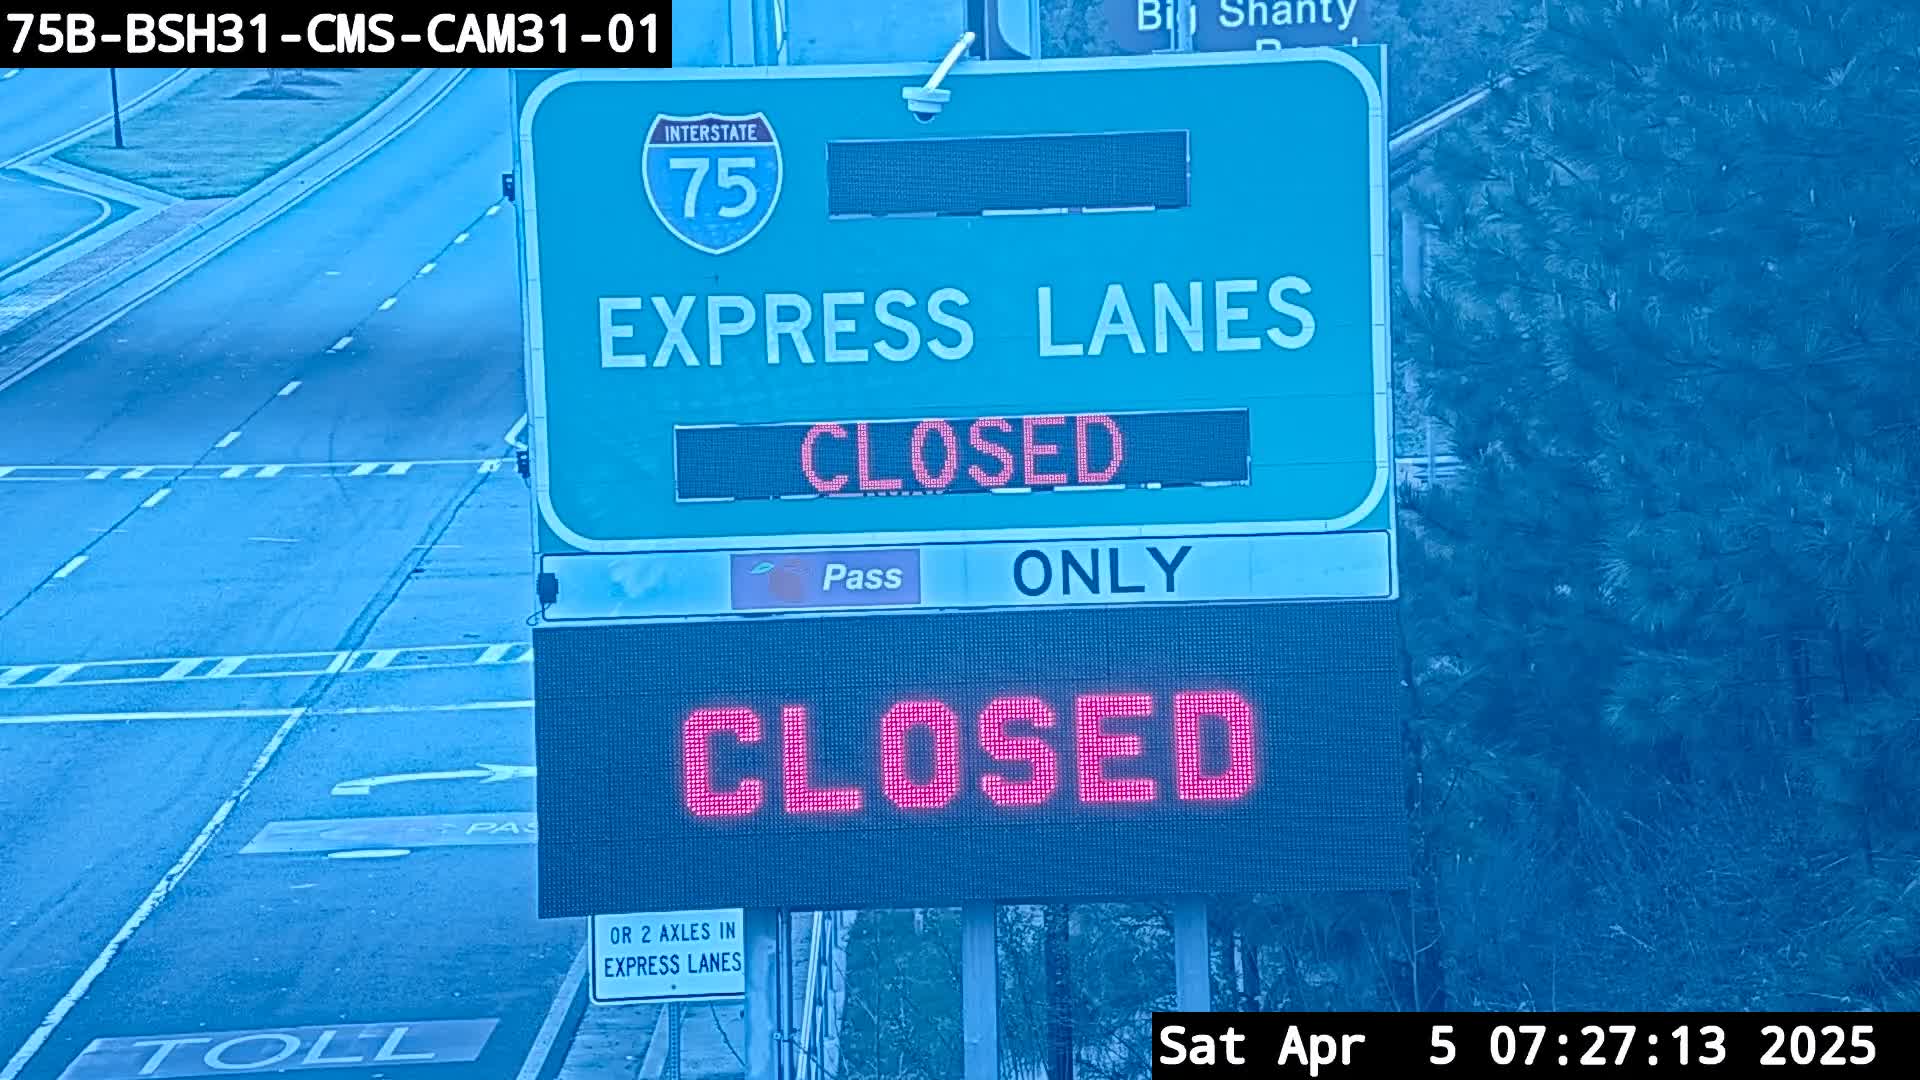 75B-BSH31-CMS-CAM31-01
Big Shanty
INTERSTATE
75
EXPRESS LANES
CLOSED
Pass ONLY
CLOSED
OR 2 AXLES IN
EXPRESS LANES
TOLL
Sat Apr 5 07:27:13 2025